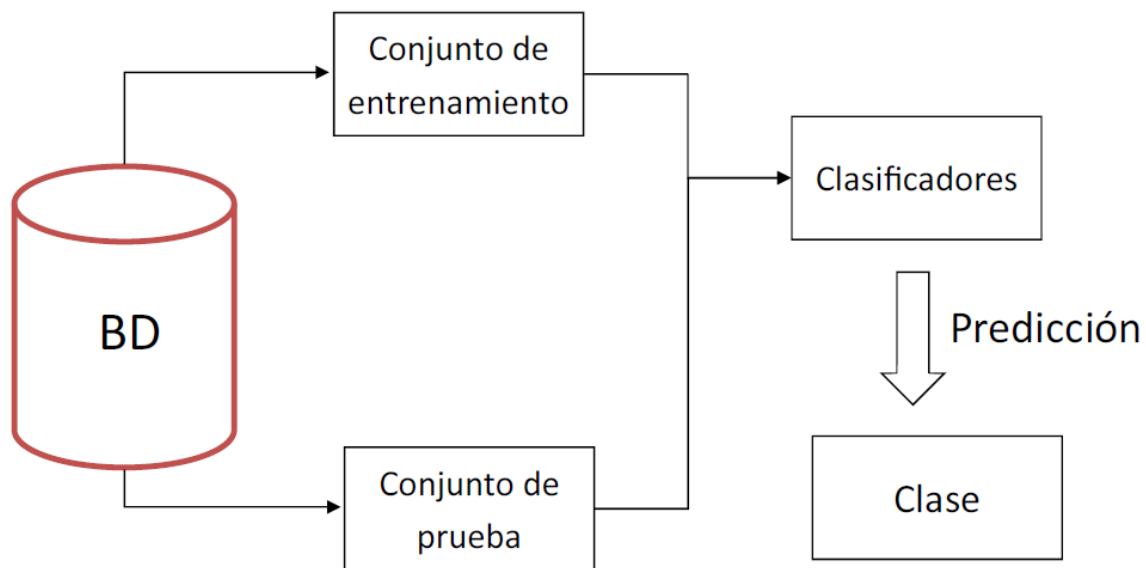 Conjunto de
entrenamiento
Clasificadores
BD
Predicción
Conjunto de
prueba
Clase